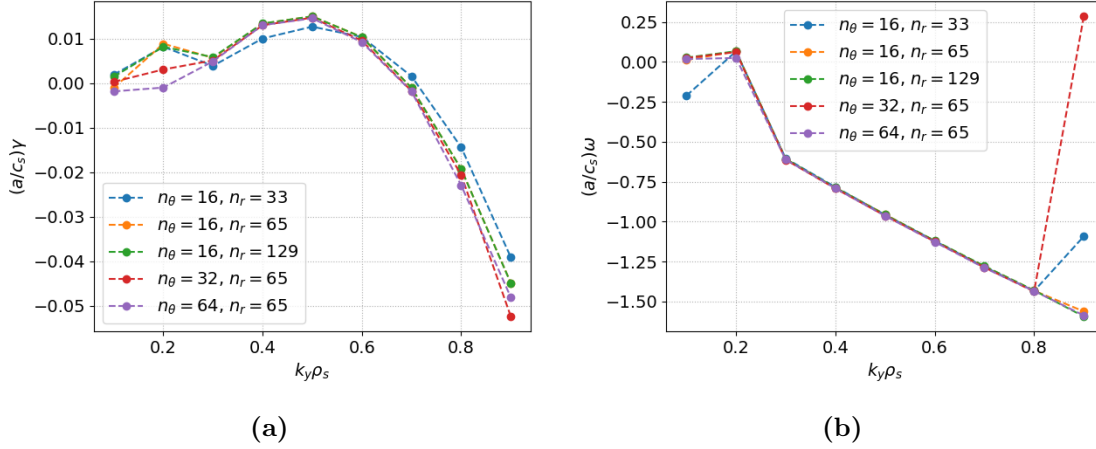 0.01
0.00
−0.01
−0.02
−0.03
−0.04
−0.05
(a/c_s)γ
n_θ = 16, n_r = 33
n_θ = 16, n_r = 65
n_θ = 16, n_r = 129
n_θ = 32, n_r = 65
n_θ = 64, n_r = 65
0.2 0.4 0.6 0.8
k_yρ_s
(a)
0.25
0.00
−0.25
−0.50
−0.75
−1.00
−1.25
−1.50
(a/c_s)ω
n_θ = 16, n_r = 33
n_θ = 16, n_r = 65
n_θ = 16, n_r = 129
n_θ = 32, n_r = 65
n_θ = 64, n_r = 65
0.2 0.4 0.6 0.8
k_yρ_s
(b)